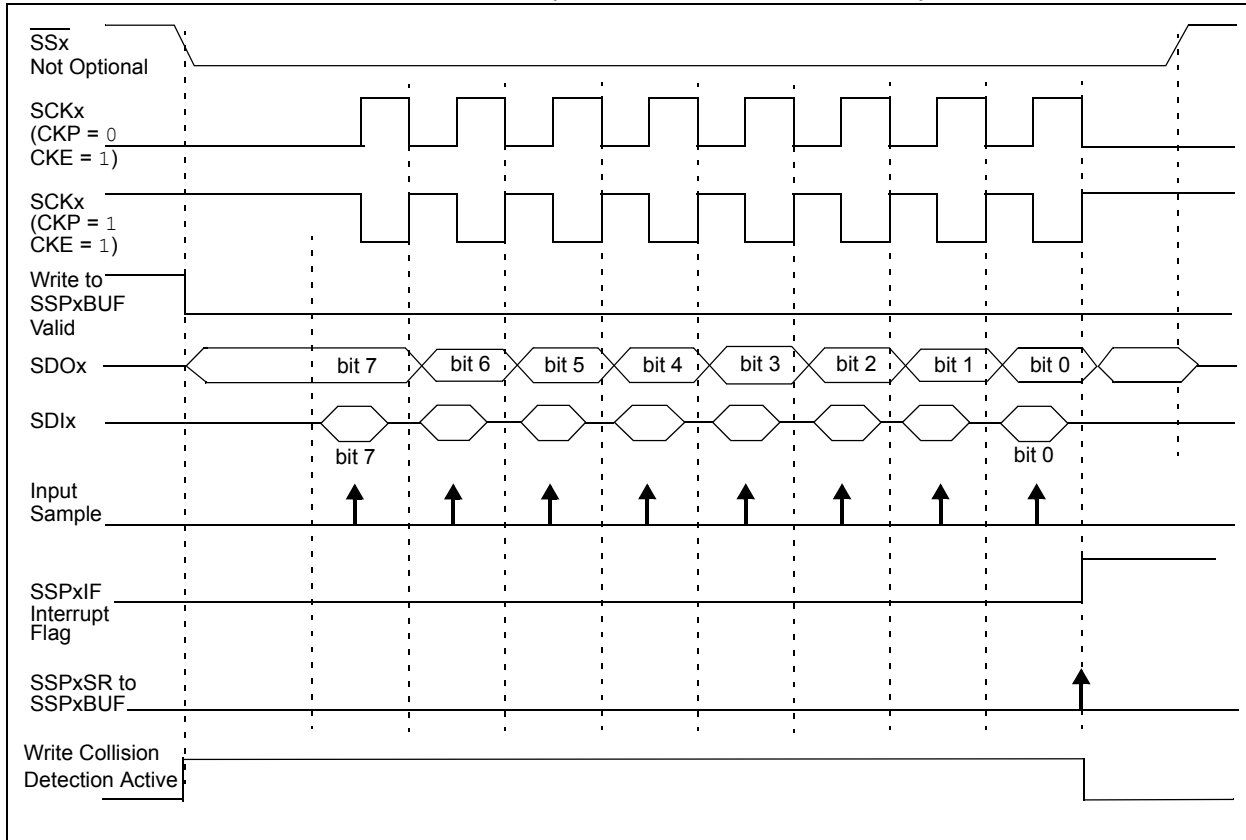 SSx
Not Optional
SCKx
(CKP = 0
CKE = 1)
SCKx
(CKP = 1
CKE = 1)
Write to
SSPxBUF
Valid
SDOx
bit 7
bit 6
bit 5
bit 4
bit 3
bit 2
bit 1
bit 0
SDIx
bit 7
bit 0
Input
Sample
SSPxIF
Interrupt
Flag
SSPxSR to
SSPxBUF
Write Collision
Detection Active